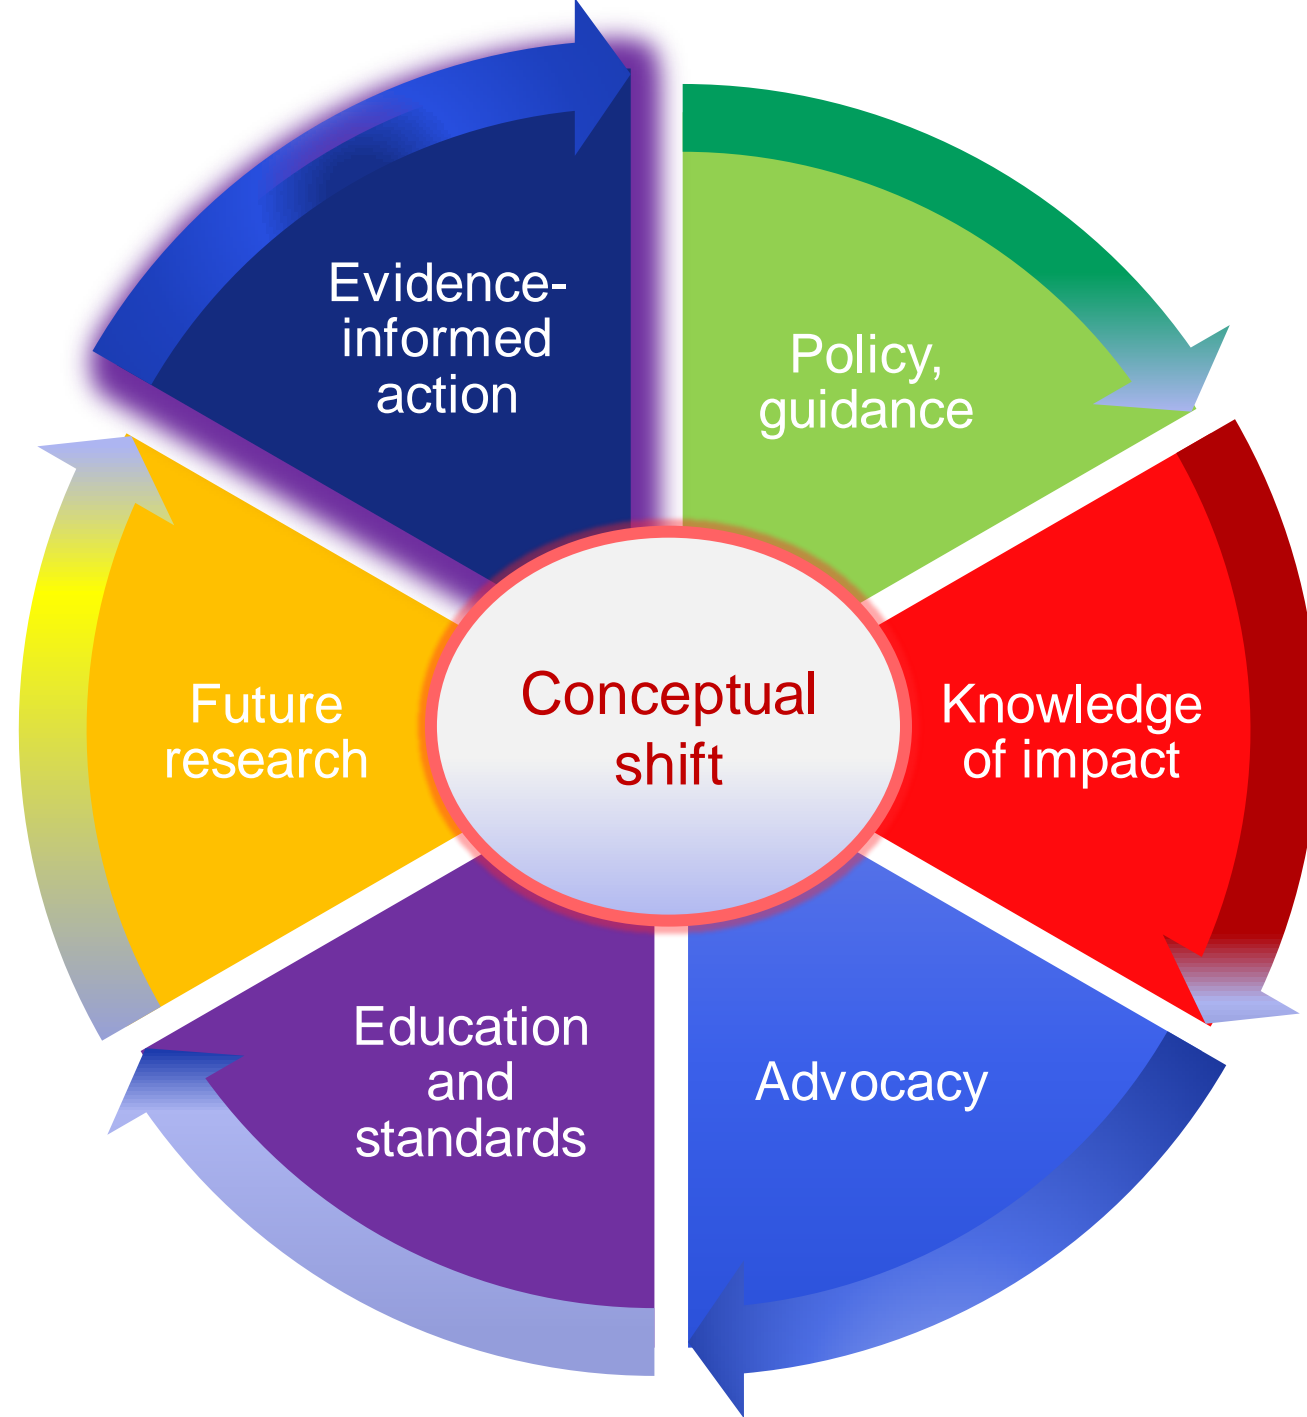 Evidence-
informed
action
Policy,
guidance
Knowledge
of impact
Advocacy
Education
and
standards
Future
research
Conceptual
shift